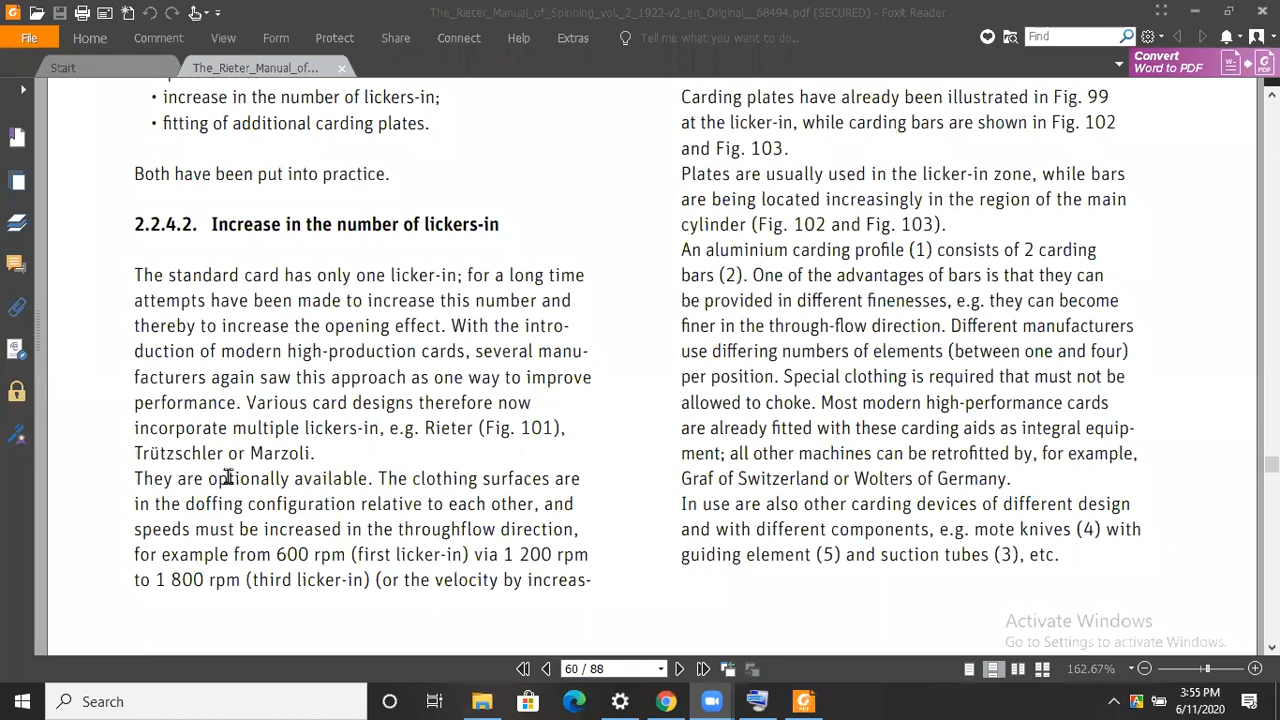 The_Rieter_Manual_of_Spinning_vol._2_1922-v2_en_Original__68494.pdf (SECURED) - Foxit Reader
File Home Comment View Form Protect Share Connect Help Extras Tell me what you want to do.. Find
Start The_Rieter_Manual_of... Convert
Word to PDF
• increase in the number of lickers-in;
• fitting of additional carding plates.
Both have been put into practice.
2.2.4.2. Increase in the number of lickers-in
The standard card has only one licker-in; for a long time
attempts have been made to increase this number and
thereby to increase the opening effect. With the intro-
duction of modern high-production cards, several manu-
facturers again saw this approach as one way to improve
performance. Various card designs therefore now
incorporate multiple lickers-in, e.g. Rieter (Fig. 101),
Trützschler or Marzoli.
They are optionally available. The clothing surfaces are
in the doffing configuration relative to each other, and
speeds must be increased in the throughflow direction,
for example from 600 rpm (first licker-in) via 1 200 rpm
to 1 800 rpm (third licker-in) (or the velocity by increas-
Carding plates have already been illustrated in Fig. 99
at the licker-in, while carding bars are shown in Fig. 102
and Fig. 103.
Plates are usually used in the licker-in zone, while bars
are being located increasingly in the region of the main
cylinder (Fig. 102 and Fig. 103).
An aluminium carding profile (1) consists of 2 carding
bars (2). One of the advantages of bars is that they can
be provided in different finenesses, e.g. they can become
finer in the through-flow direction. Different manufacturers
use differing numbers of elements (between one and four)
per position. Special clothing is required that must not be
allowed to choke. Most modern high-performance cards
are already fitted with these carding aids as integral equip-
ment; all other machines can be retrofitted by, for example,
Graf of Switzerland or Wolters of Germany.
In use are also other carding devices of different design
and with different components, e.g. mote knives (4) with
guiding element (5) and suction tubes (3), etc.
Activate Windows
Go to Settings to activate Windows.
60 / 88 162.67%
Search
3:55 PM
6/11/2020